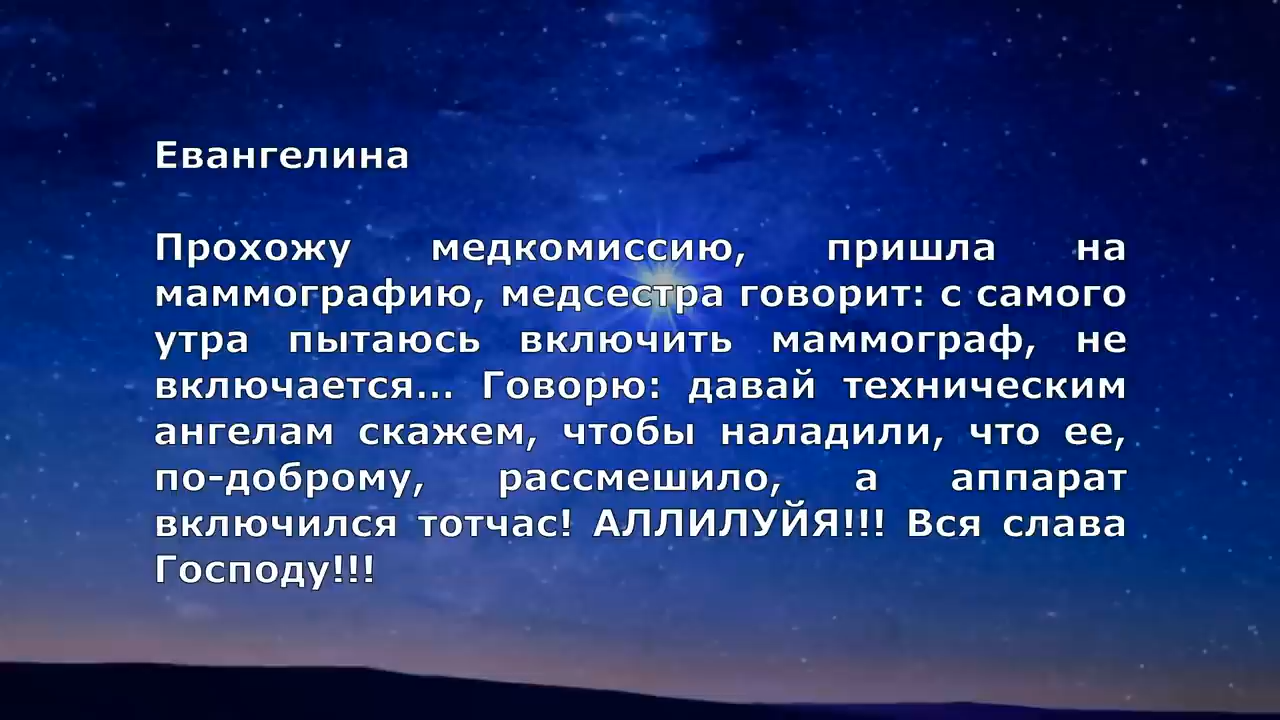 Евангелина
Прохожу медкомиссию, пришла на
маммографию, медсестра говорит: с самого
утра пытаюсь включить маммограф, не
включается... Говорю: давай техническим
ангелам скажем, чтобы наладили, что ее,
по-доброму, рассмешило, а аппарат
включился тотчас! АЛЛИЛУЙЯ!!! Вся слава
Господу!!!